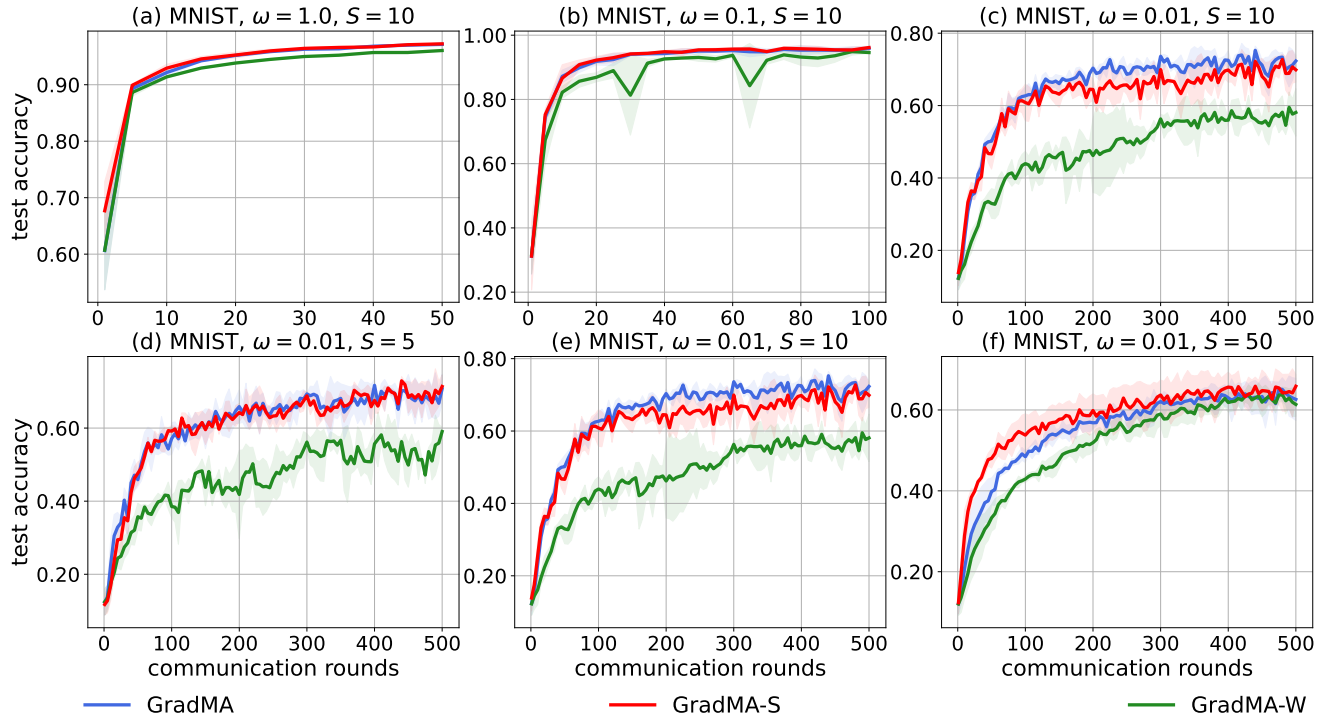 (a) MNIST, ω = 1.0, S = 10
(b) MNIST, ω = 0.1, S = 10
(c) MNIST, ω = 0.01, S = 10
test accuracy
0.90
0.80
0.70
0.60
0 10 20 30 40 50
1.00
0.80
0.60
0.40
0.20
0 20 40 60 80 100
0.80
0.60
0.40
0.20
0 100 200 300 400 500
(d) MNIST, ω = 0.01, S = 5
(e) MNIST, ω = 0.01, S = 10
(f) MNIST, ω = 0.01, S = 50
test accuracy
0.60
0.40
0.20
0 100 200 300 400 500
0.80
0.60
0.40
0.20
0 100 200 300 400 500
0.60
0.40
0.20
0 100 200 300 400 500
communication rounds
communication rounds
communication rounds
GradMA
GradMA-S
GradMA-W